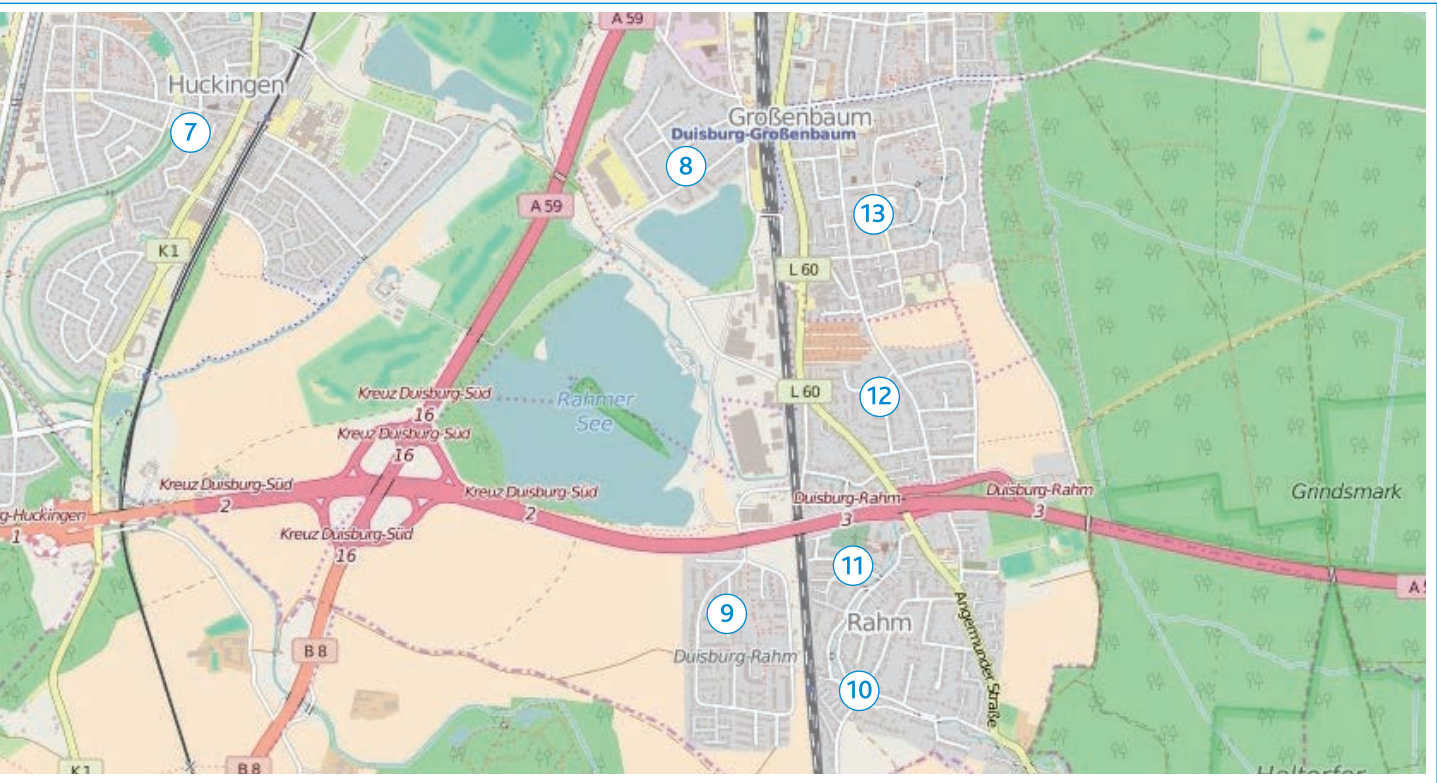 A 59
Huckingen
Großenbaum
Duisburg-Großenbaum
7
8
A 59
13
K1
L 60
Kreuz Duisburg-Süd
16
Rahmer
See
L 60
12
Kreuz Duisburg-Süd
16
Kreuz Duisburg-Süd
2
Kreuz Duisburg-Süd
2
Duisburg-Rahm
3
Duisburg-Rahm
3
Grindsmark
g-Huckingen
1
Kreuz Duisburg-Süd
16
11
9
Rahm
Angermunder Straße
B 8
Duisburg-Rahm
10
K1
B 8